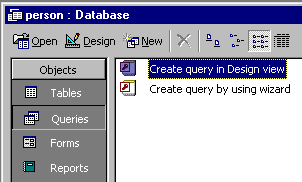 person : Database
Open Design New
Objects
Tables
Queries
Forms
Reports
Create query in Design view
Create query by using wizard